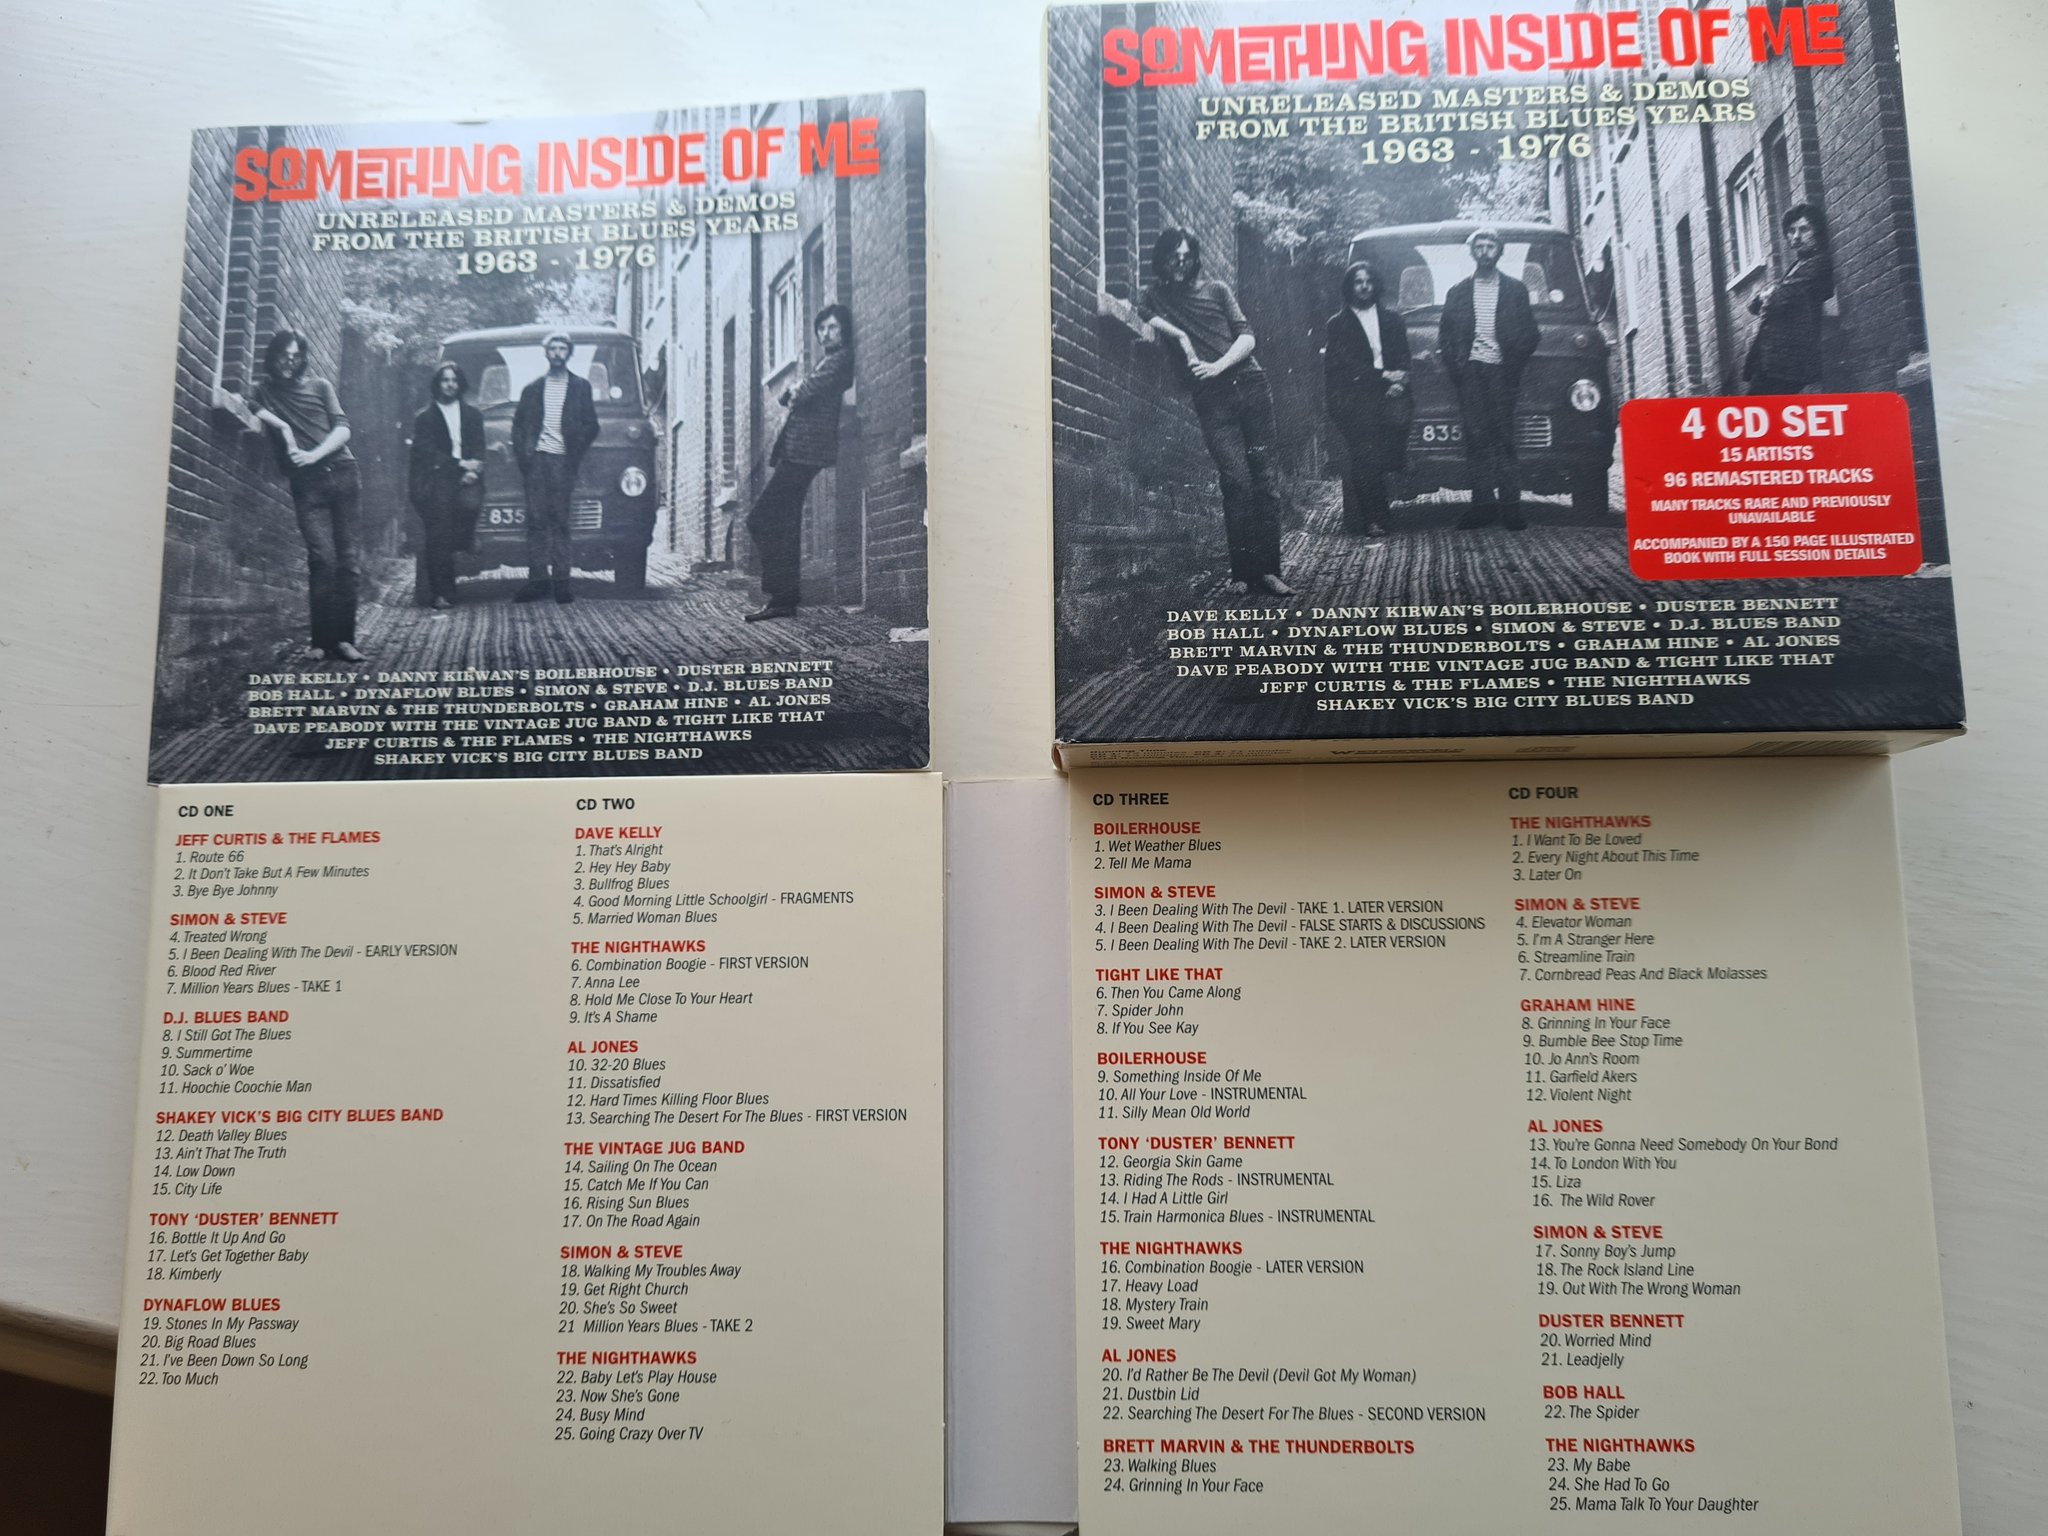 SOMETHING INSIDE OF ME
UNRELEASED MASTERS & DEMOS
FROM THE BRITISH BLUES YEARS
1963 - 1976
835
DAVE KELLY • DANNY KIRWAN'S BOILERHOUSE • DUSTER BENNETT
BOB HALL • DYNAFLOW BLUES • SIMON & STEVE • D.J. BLUES BAND
BRETT MARVIN & THE THUNDERBOLTS • GRAHAM HINE • AL JONES
DAVE PEABODY WITH THE VINTAGE JUG BAND & TIGHT LIKE THAT
JEFF CURTIS & THE FLAMES • THE NIGHTHAWKS
SHAKEY VICK'S BIG CITY BLUES BAND
SOMETHING INSIDE OF ME
UNRELEASED MASTERS & DEMOS
FROM THE BRITISH BLUES YEARS
1963 - 1976
835
4 CD SET
15 ARTISTS
96 REMASTERED TRACKS
MANY TRACKS RARE AND PREVIOUSLY
UNAVAILABLE
ACCOMPANIED BY A 150 PAGE ILLUSTRATED
BOOK WITH FULL SESSION DETAILS
DAVE KELLY • DANNY KIRWAN'S BOILERHOUSE • DUSTER BENNETT
BOB HALL • DYNAFLOW BLUES • SIMON & STEVE • D.J. BLUES BAND
BRETT MARVIN & THE THUNDERBOLTS • GRAHAM HINE • AL JONES
DAVE PEABODY WITH THE VINTAGE JUG BAND & TIGHT LIKE THAT
JEFF CURTIS & THE FLAMES • THE NIGHTHAWKS
SHAKEY VICK'S BIG CITY BLUES BAND
CD ONE
JEFF CURTIS & THE FLAMES
1. Route 66
2. It Don't Take But A Few Minutes
3. Bye Bye Johnny
SIMON & STEVE
4. Treated Wrong
5. I Been Dealing With The Devil - EARLY VERSION
6. Blood Red River
7. Million Years Blues - TAKE 1
D.J. BLUES BAND
8. I Still Got The Blues
9. Summertime
10. Sack o' Woe
11. Hoochie Coochie Man
SHAKEY VICK'S BIG CITY BLUES BAND
12. Death Valley Blues
13. Ain't That The Truth
14. Low Down
15. City Life
TONY 'DUSTER' BENNETT
16. Bottle It Up And Go
17. Let's Get Together Baby
18. Kimberly
DYNAFLOW BLUES
19. Stones In My Passway
20. Big Road Blues
21. I've Been Down So Long
22. Too Much
CD TWO
DAVE KELLY
1. That's Alright
2. Hey Hey Baby
3. Bullfrog Blues
4. Good Morning Little Schoolgirl - FRAGMENTS
5. Married Woman Blues
THE NIGHTHAWKS
6. Combination Boogie - FIRST VERSION
7. Anna Lee
8. Hold Me Close To Your Heart
9. It's A Shame
AL JONES
10. 32-20 Blues
11. Dissatisfied
12. Hard Times Killing Floor Blues
13. Searching The Desert For The Blues - FIRST VERSION
THE VINTAGE JUG BAND
14. Sailing On The Ocean
15. Catch Me If You Can
16. Rising Sun Blues
17. On The Road Again
SIMON & STEVE
18. Walking My Troubles Away
19. Get Right Church
20. She's So Sweet
21 Million Years Blues - TAKE 2
THE NIGHTHAWKS
22. Baby Let's Play House
23. Now She's Gone
24. Busy Mind
25. Going Crazy Over TV
CD THREE
BOILERHOUSE
1. Wet Weather Blues
2. Tell Me Mama
SIMON & STEVE
3. I Been Dealing With The Devil - TAKE 1. LATER VERSION
4. I Been Dealing With The Devil - FALSE STARTS & DISCUSSIONS
5. I Been Dealing With The Devil - TAKE 2. LATER VERSION
TIGHT LIKE THAT
6. Then You Came Along
7. Spider John
8. If You See Kay
BOILERHOUSE
9. Something Inside Of Me
10. All Your Love - INSTRUMENTAL
11. Silly Mean Old World
TONY 'DUSTER' BENNETT
12. Georgia Skin Game
13. Riding The Rods - INSTRUMENTAL
14. I Had A Little Girl
15. Train Harmonica Blues - INSTRUMENTAL
THE NIGHTHAWKS
16. Combination Boogie - LATER VERSION
17. Heavy Load
18. Mystery Train
19. Sweet Mary
AL JONES
20. I'd Rather Be The Devil (Devil Got My Woman)
21. Dustbin Lid
22. Searching The Desert For The Blues - SECOND VERSION
BRETT MARVIN & THE THUNDERBOLTS
23. Walking Blues
24. Grinning In Your Face
CD FOUR
THE NIGHTHAWKS
1. I Want To Be Loved
2. Every Night About This Time
3. Later On
SIMON & STEVE
4. Elevator Woman
5. I'm A Stranger Here
6. Streamline Train
7. Cornbread Peas And Black Molasses
GRAHAM HINE
8. Grinning In Your Face
9. Bumble Bee Stop Time
10. Jo Ann's Room
11. Garfield Akers
12. Violent Night
AL JONES
13. You're Gonna Need Somebody On Your Bond
14. To London With You
15. Liza
16. The Wild Rover
SIMON & STEVE
17. Sonny Boy's Jump
18. The Rock Island Line
19. Out With The Wrong Woman
DUSTER BENNETT
20. Worried Mind
21. Leadjelly
BOB HALL
22. The Spider
THE NIGHTHAWKS
23. My Babe
24. She Had To Go
25. Mama Talk To Your Daughter